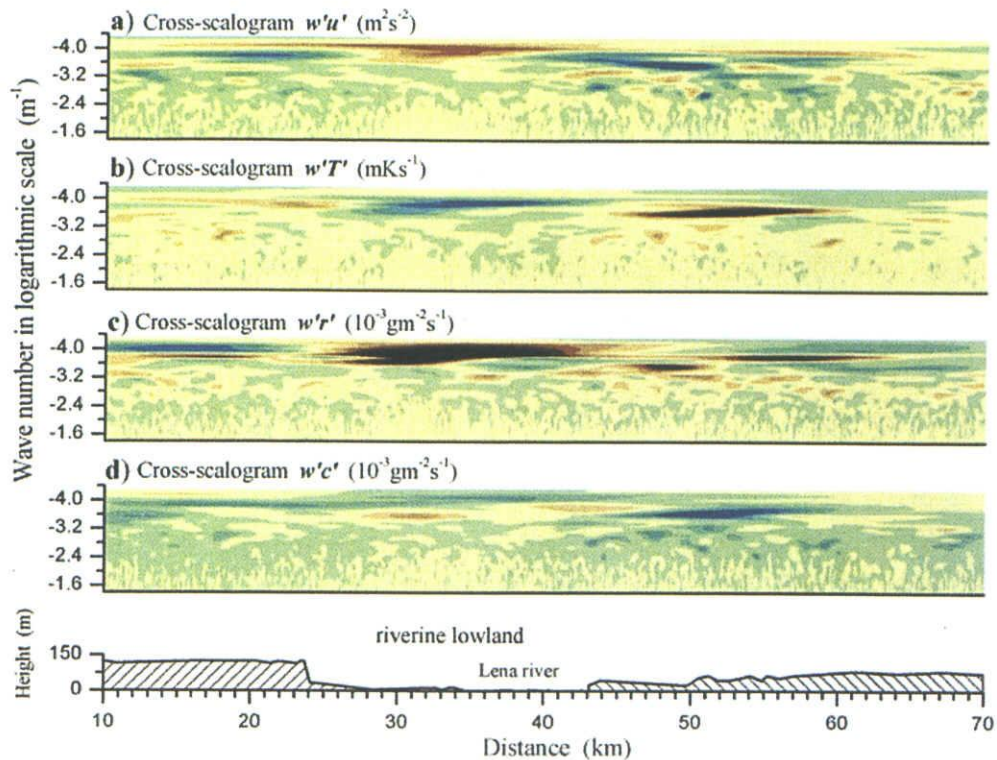 a) Cross-scalogram w'u' (m²s⁻²)
-4.0
-3.2
-2.4
-1.6
b) Cross-scalogram w'T' (mKs⁻¹)
-4.0
-3.2
-2.4
-1.6
c) Cross-scalogram w'r' (10⁻³gm⁻²s⁻¹)
-4.0
-3.2
-2.4
-1.6
d) Cross-scalogram w'c' (10⁻³gm⁻²s⁻¹)
-4.0
-3.2
-2.4
-1.6
Wave number in logarithmic scale (m⁻¹)
riverine lowland
Lena river
Height (m)
150
0
10 20 30 40 50 60 70
Distance (km)